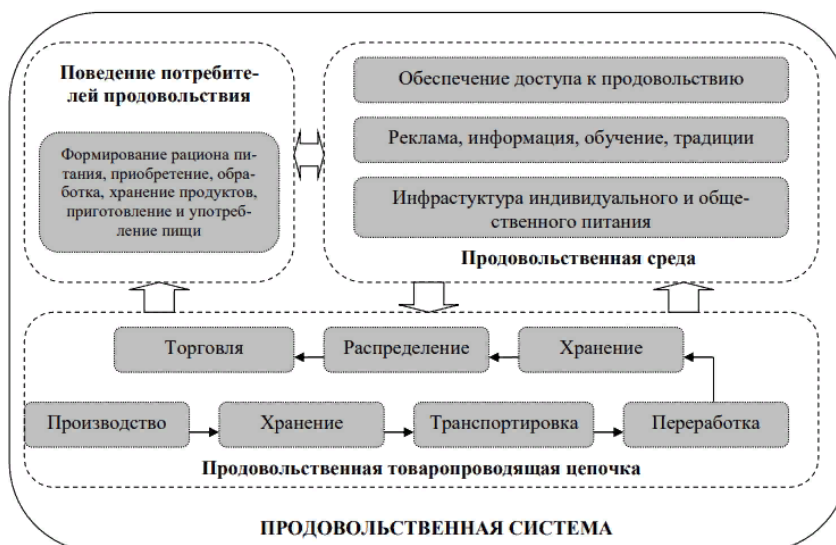 Поведение потребите-
лей продовольствия
Формирование рациона пи-
тания, приобретение, обра-
ботка, хранение продуктов,
приготовление и употреб-
ление пищи
Обеспечение доступа к продовольствию
Реклама, информация, обучение, традиции
Инфрастуктура индивидуального и обще-
ственного питания
Продовольственная среда
Торговля
Распределение
Хранение
Производство
Хранение
Транспортировка
Переработка
Продовольственная товаропроводящая цепочка
ПРОДОВОЛЬСТВЕННАЯ СИСТЕМА